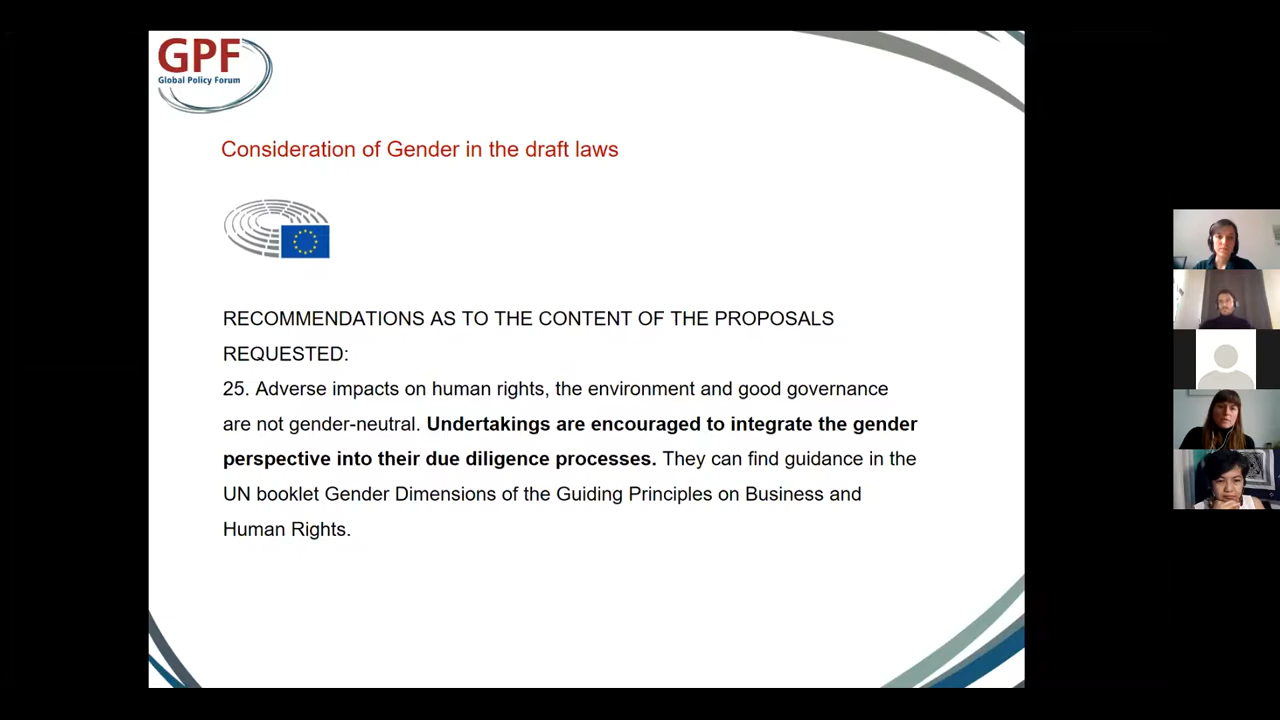 GPF
Global Policy Forum
Consideration of Gender in the draft laws
RECOMMENDATIONS AS TO THE CONTENT OF THE PROPOSALS
REQUESTED:
25. Adverse impacts on human rights, the environment and good governance
are not gender-neutral. Undertakings are encouraged to integrate the gender
perspective into their due diligence processes. They can find guidance in the
UN booklet Gender Dimensions of the Guiding Principles on Business and
Human Rights.